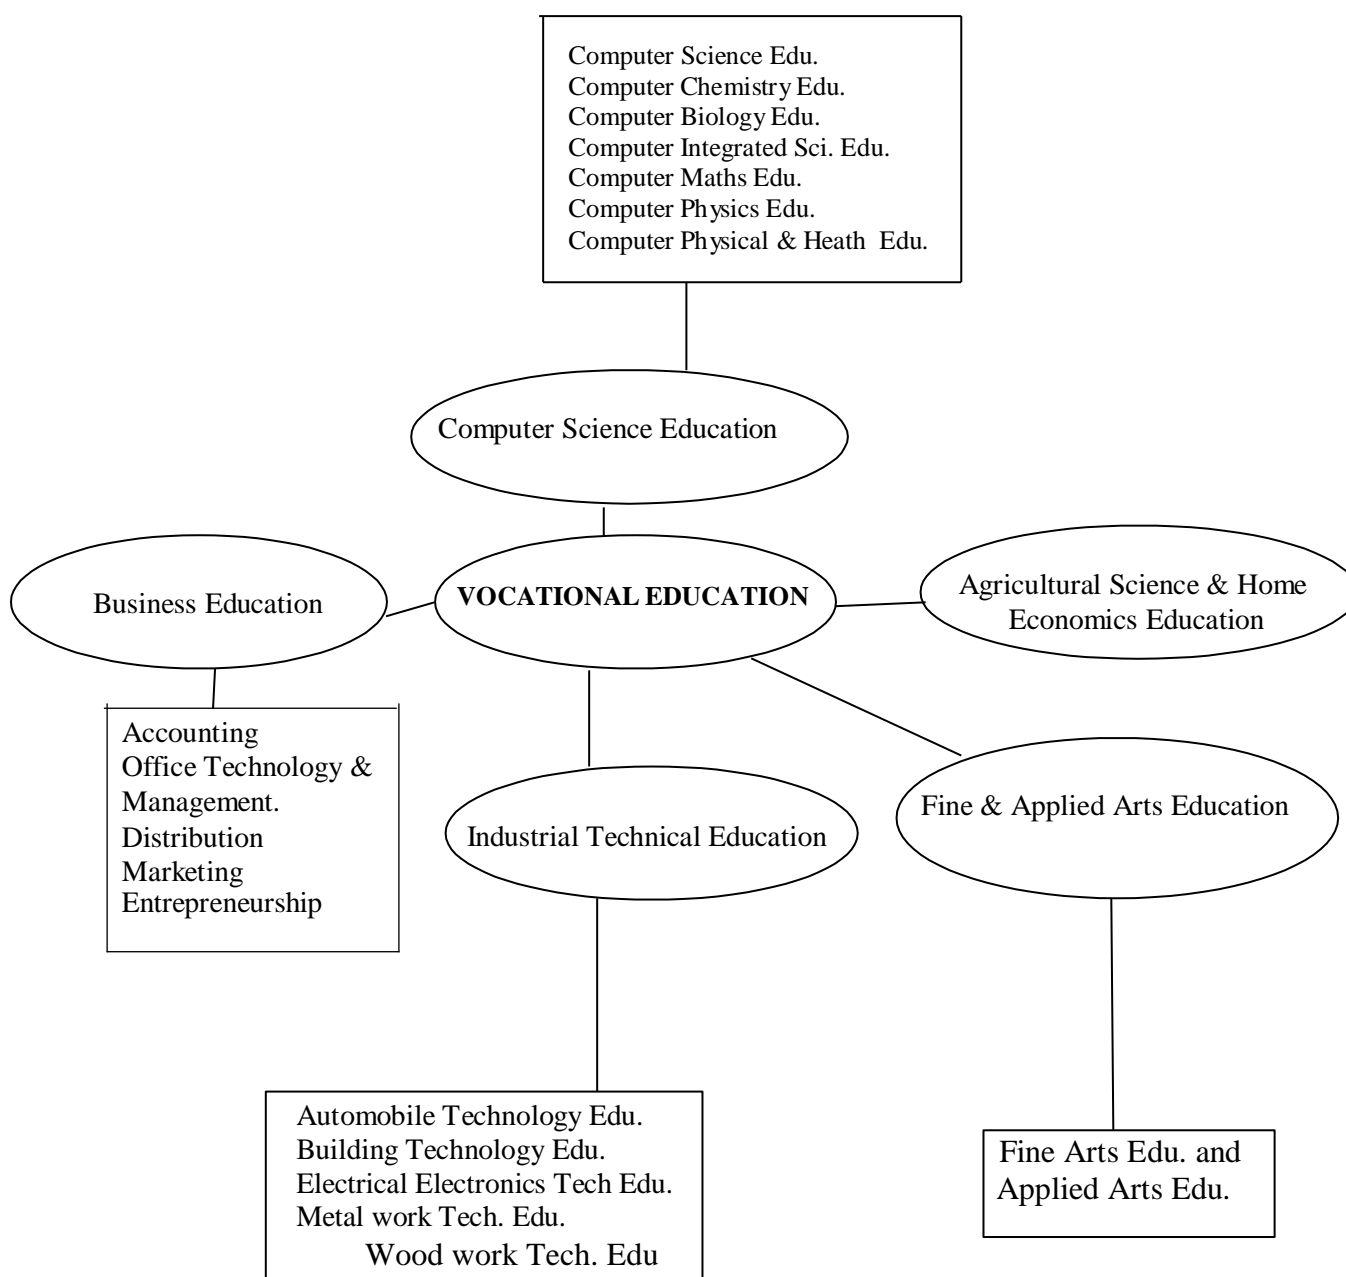 Computer Science Edu.
Computer Chemistry Edu.
Computer Biology Edu.
Computer Integrated Sci. Edu.
Computer Maths Edu.
Computer Physics Edu.
Computer Physical & Heath Edu.
Computer Science Education
Business Education
VOCATIONAL EDUCATION
Agricultural Science & Home
Economics Education
Accounting
Office Technology &
Management.
Distribution
Marketing
Entrepreneurship
Industrial Technical Education
Fine & Applied Arts Education
Automobile Technology Edu.
Building Technology Edu.
Electrical Electronics Tech Edu.
Metal work Tech. Edu.
Wood work Tech. Edu
Fine Arts Edu. and
Applied Arts Edu.